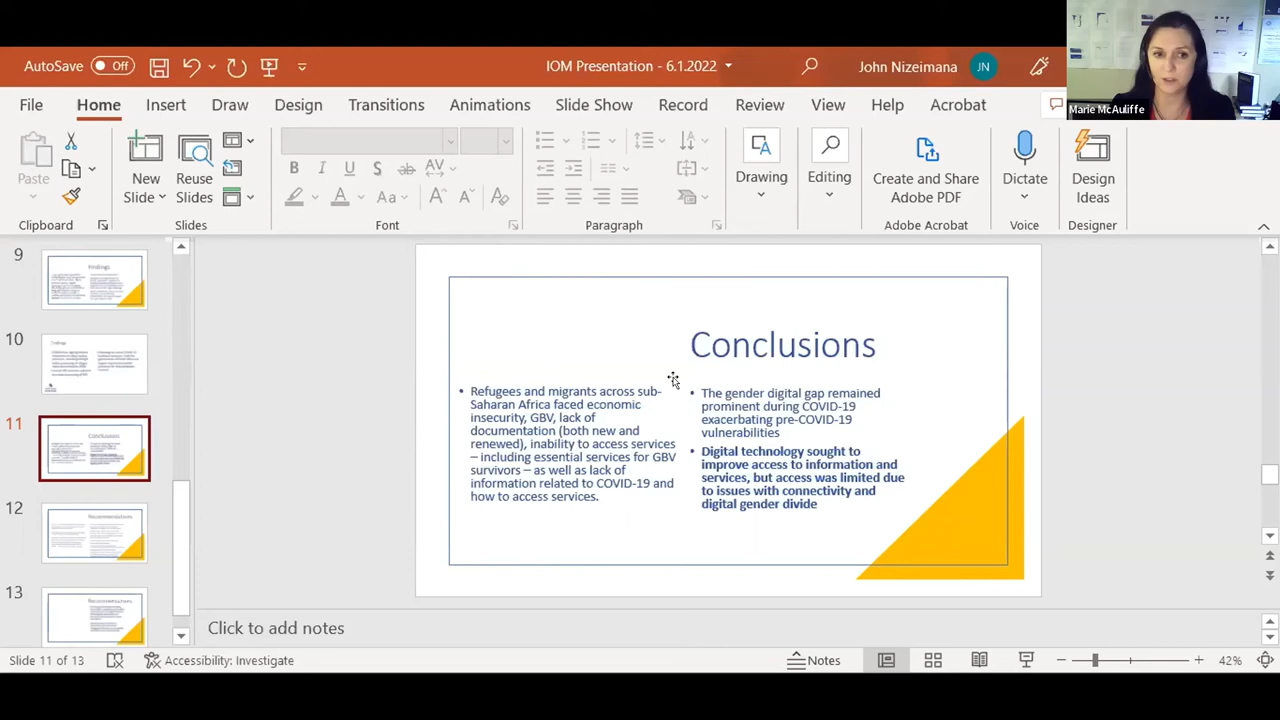 AutoSave Off
IOM Presentation - 6.1.2022
John Nizeimana JN
Marie McAuliffe
File Home Insert Draw Design Transitions Animations Slide Show Record Review View Help Acrobat
Paste
New Slide
Reuse Slides
Drawing
Editing
Create and Share Adobe PDF
Dictate
Design Ideas
Clipboard Slides Font Paragraph Adobe Acrobat Voice Designer
9
Findings
10
11
Conclusions
12
Recommendations
13
Recommendations
Conclusions
• Refugees and migrants across sub-
Saharan Africa faced economic
insecurity, GBV, lack of
documentation (both new and
renewed), inability to access services
– including essential services for GBV
survivors – as well as lack of
information related to COVID-19 and
how to access services.
• The gender digital gap remained
prominent during COVID-19
exacerbating pre-COVID-19
vulnerabilities
• Digital technology sought to
improve access to information and
services, but access was limited due
to issues with connectivity and
digital gender divide
Click to add notes
Slide 11 of 13 Accessibility: Investigate Notes 42%